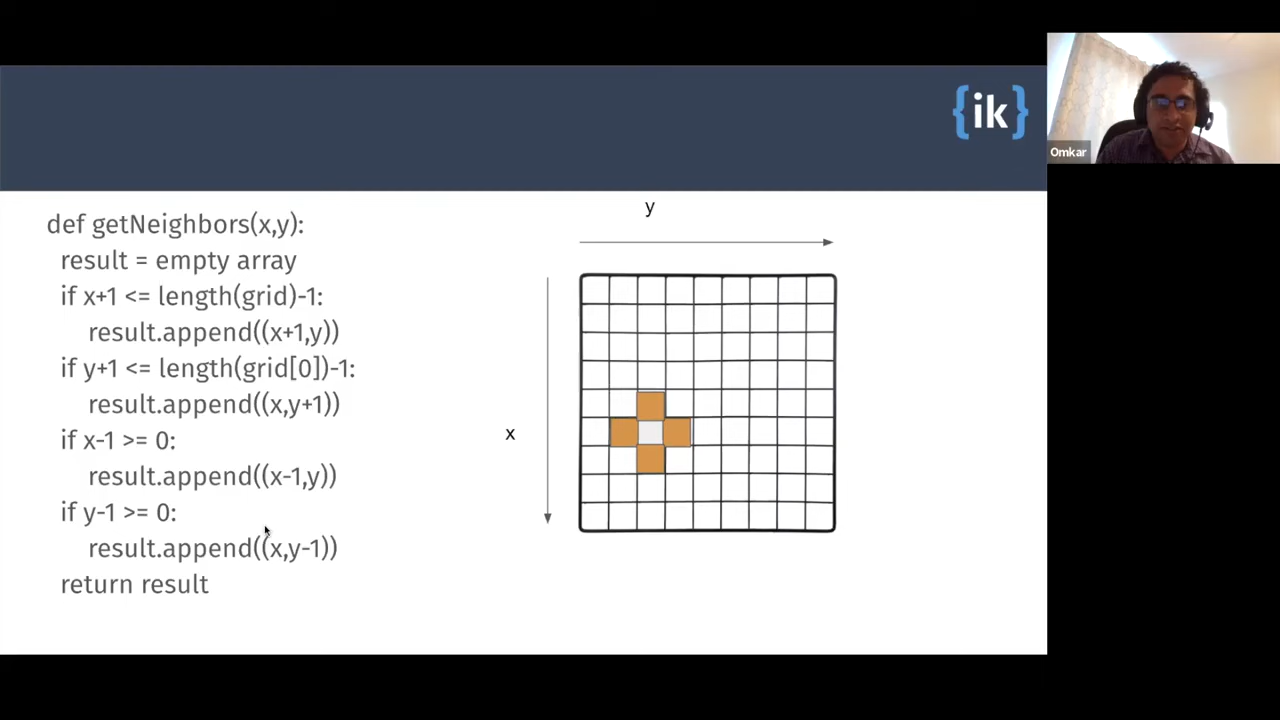 {ik}
Omkar
def getNeighbors(x,y):
result = empty array
if x+1 <= length(grid)-1:
result.append((x+1,y))
if y+1 <= length(grid[0])-1:
result.append((x,y+1))
if x-1 >= 0:
result.append((x-1,y))
if y-1 >= 0:
result.append((x,y-1))
return result
y
x